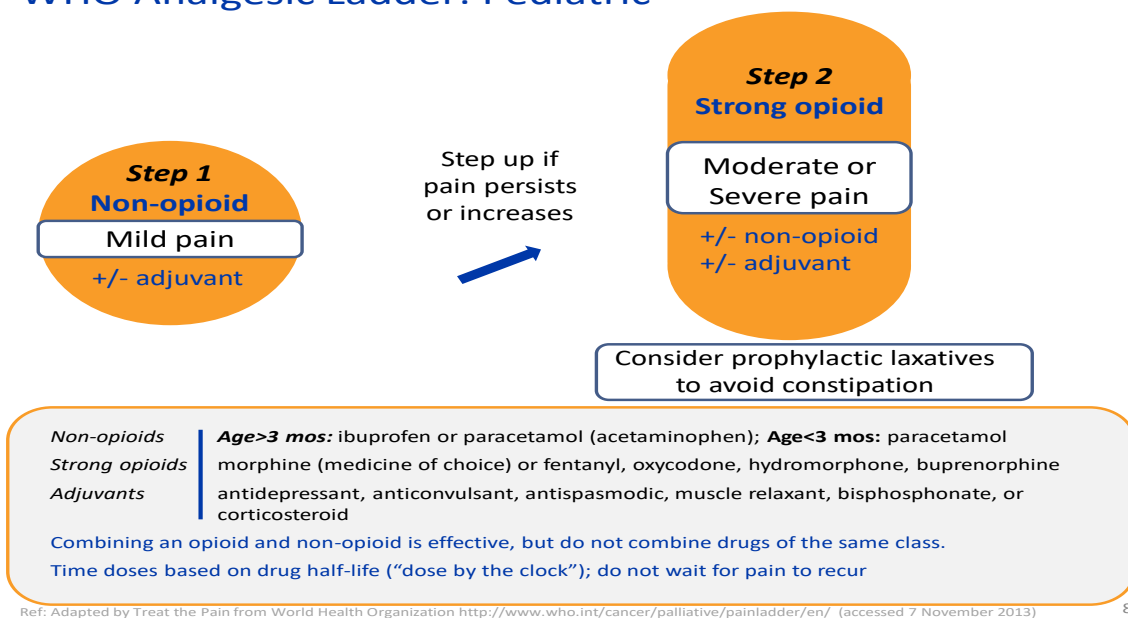 WHO Analgesic Ladder: Pediatric
Step 1
Non-opioid
Mild pain
+/- adjuvant
Step up if
pain persists
or increases
Step 2
Strong opioid
Moderate or
Severe pain
+/- non-opioid
+/- adjuvant
Consider prophylactic laxatives
to avoid constipation
Non-opioids Age>3 mos: ibuprofen or paracetamol (acetaminophen); Age<3 mos: paracetamol
Strong opioids morphine (medicine of choice) or fentanyl, oxycodone, hydromorphone, buprenorphine
Adjuvants antidepressant, anticonvulsant, antispasmodic, muscle relaxant, bisphosphonate, or
corticosteroid
Combining an opioid and non-opioid is effective, but do not combine drugs of the same class.
Time doses based on drug half-life (“dose by the clock”); do not wait for pain to recur
Ref: Adapted by Treat the Pain from World Health Organization http://www.who.int/cancer/palliative/painladder/en/ (accessed 7 November 2013)
8